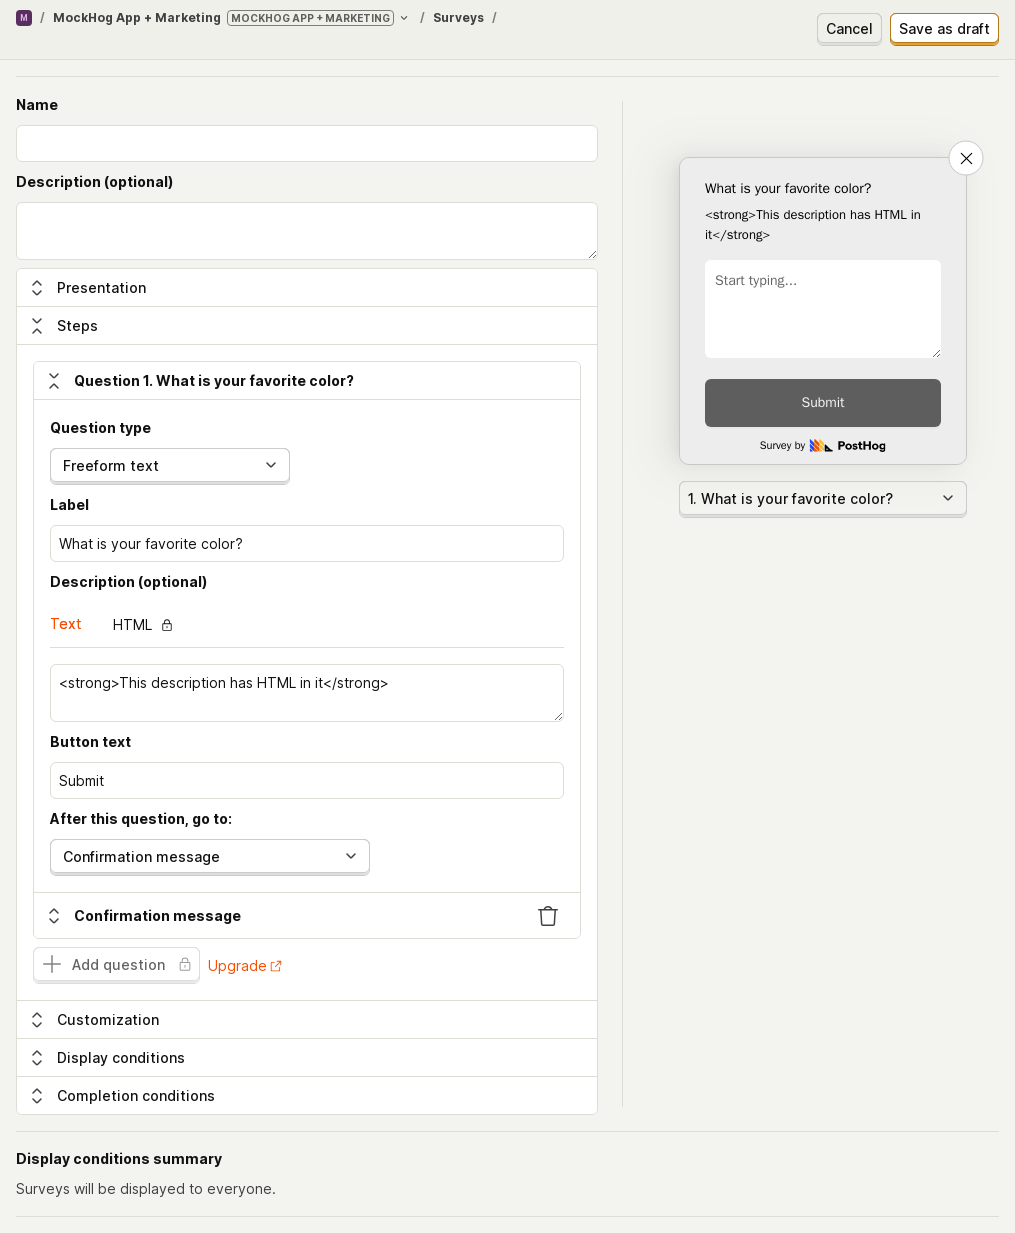 M / MockHog App + Marketing MOCKHOG APP + MARKETING / Surveys /
Cancel
Save as draft
Name
Description (optional)
Presentation
Steps
Question 1. What is your favorite color?
Question type
Freeform text
Label
What is your favorite color?
Description (optional)
Text
HTML
<strong>This description has HTML in it</strong>
Button text
Submit
After this question, go to:
Confirmation message
Confirmation message
Add question
Upgrade
Customization
Display conditions
Completion conditions
What is your favorite color?
<strong>This description has HTML in
it</strong>
Start typing...
Submit
Survey by PostHog
1. What is your favorite color?
Display conditions summary
Surveys will be displayed to everyone.